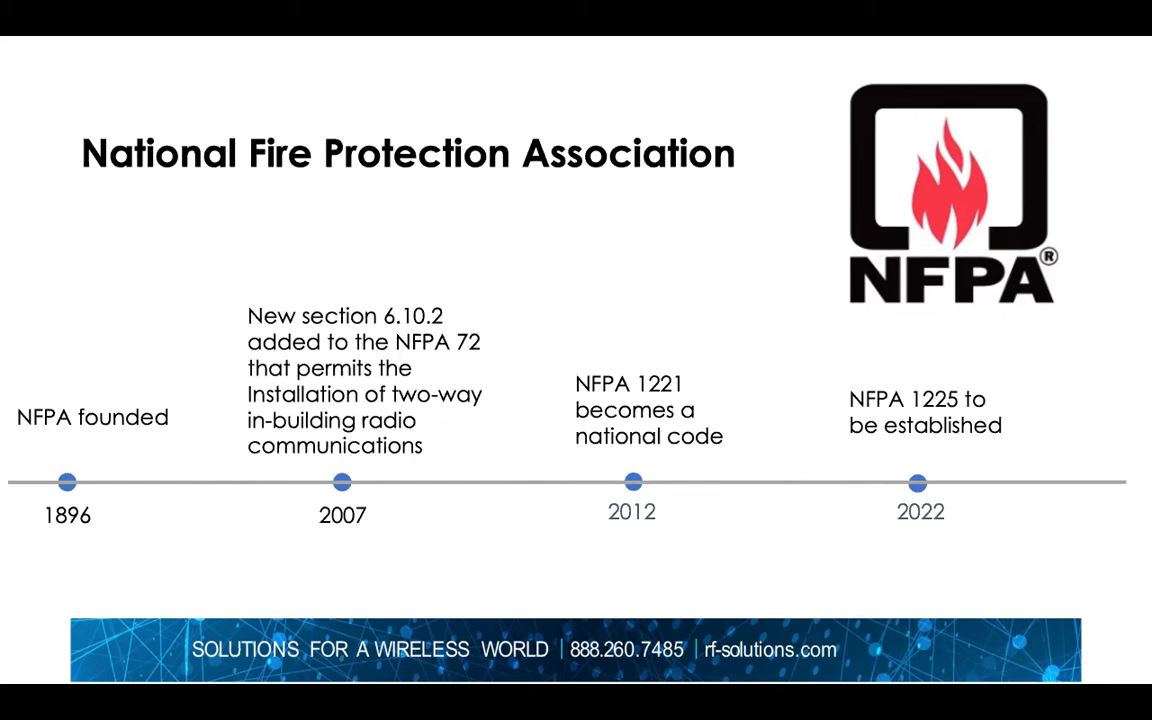 National Fire Protection Association
NFPA®
NFPA founded
New section 6.10.2
added to the NFPA 72
that permits the
Installation of two-way
in-building radio
communications
NFPA 1221
becomes a
national code
NFPA 1225 to
be established
1896
2007
2012
2022
SOLUTIONS FOR A WIRELESS WORLD | 888.260.7485 | rf-solutions.com